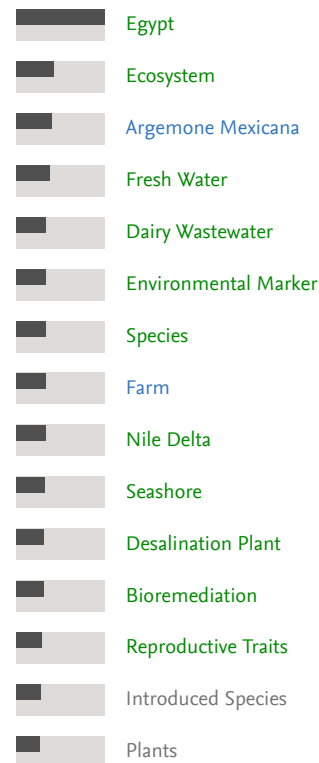 Egypt
Ecosystem
Argemone Mexicana
Fresh Water
Dairy Wastewater
Environmental Marker
Species
Farm
Nile Delta
Seashore
Desalination Plant
Bioremediation
Reproductive Traits
Introduced Species
Plants